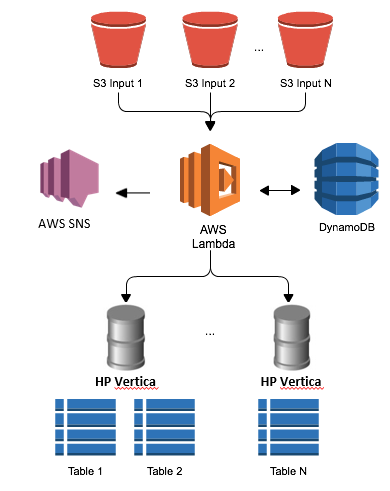 S3 Input 1
S3 Input 2
...
S3 Input N
AWS SNS
AWS
Lambda
DynamoDB
...
HP Vertica
HP Vertica
Table 1
Table 2
Table N